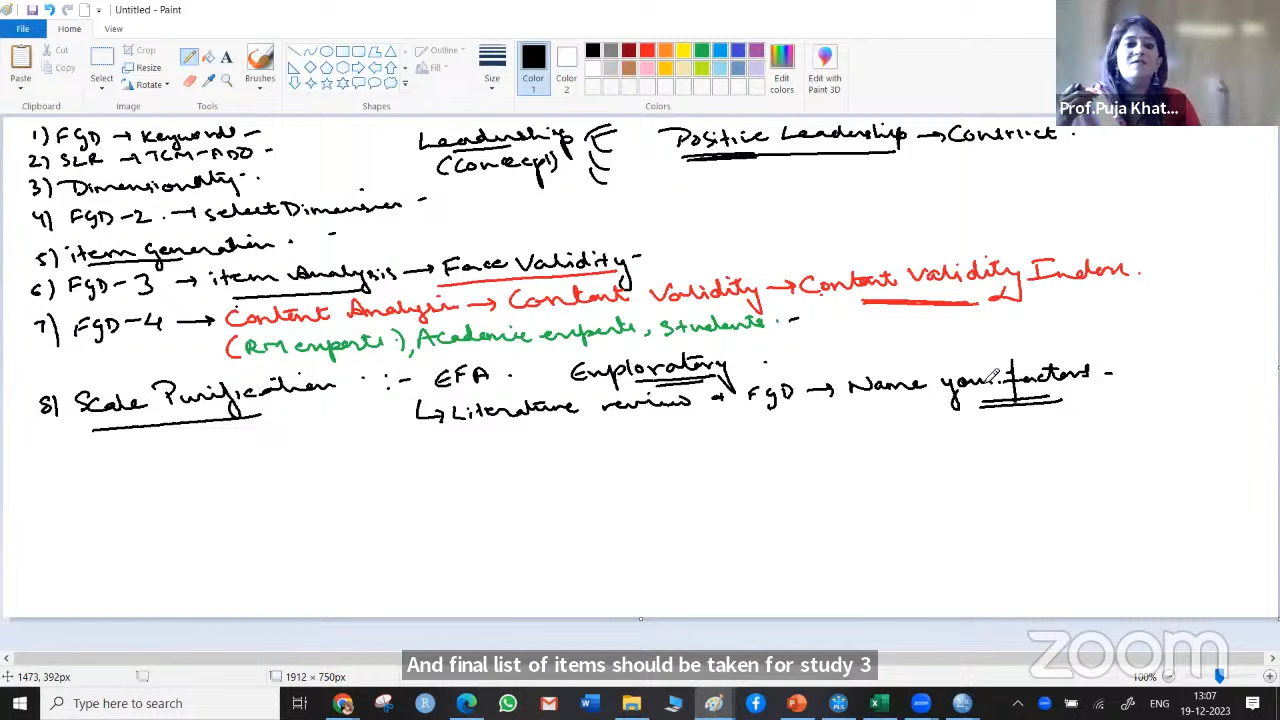 Untitled - Paint
File
Home
View
Paste
Cut
Copy
Clipboard
Select
Crop
Resize
Rotate
Image
Tools
Brushes
Shapes
Outline
Fill
Size
Color 1
Color 2
Colors
Edit colors
Edit with Paint 3D
Prof.Puja Khat...
1) FGD → Keywords -
2) SLR → TCM-ADO -
3) Dimensionality.
4) FGD-2. → select Dimension -
5) item generation. -
6) FGD-3 → item Analysis → Face Validity -
7) FGD-4 → Content Analysis → Content Validity → Content Validity Index.
(RM experts.), Academic experts, Students. -
8) Scale Purification :- EFA. Exploratory
↳ Literature review + FGD → Name your factors -
Leadership
(Concept)
Positive Leadership → Construct.
zoom
And final list of items should be taken for study 3
1473, 392px
1912 × 750px
100%
Type here to search
ENG
13:07
19-12-2023